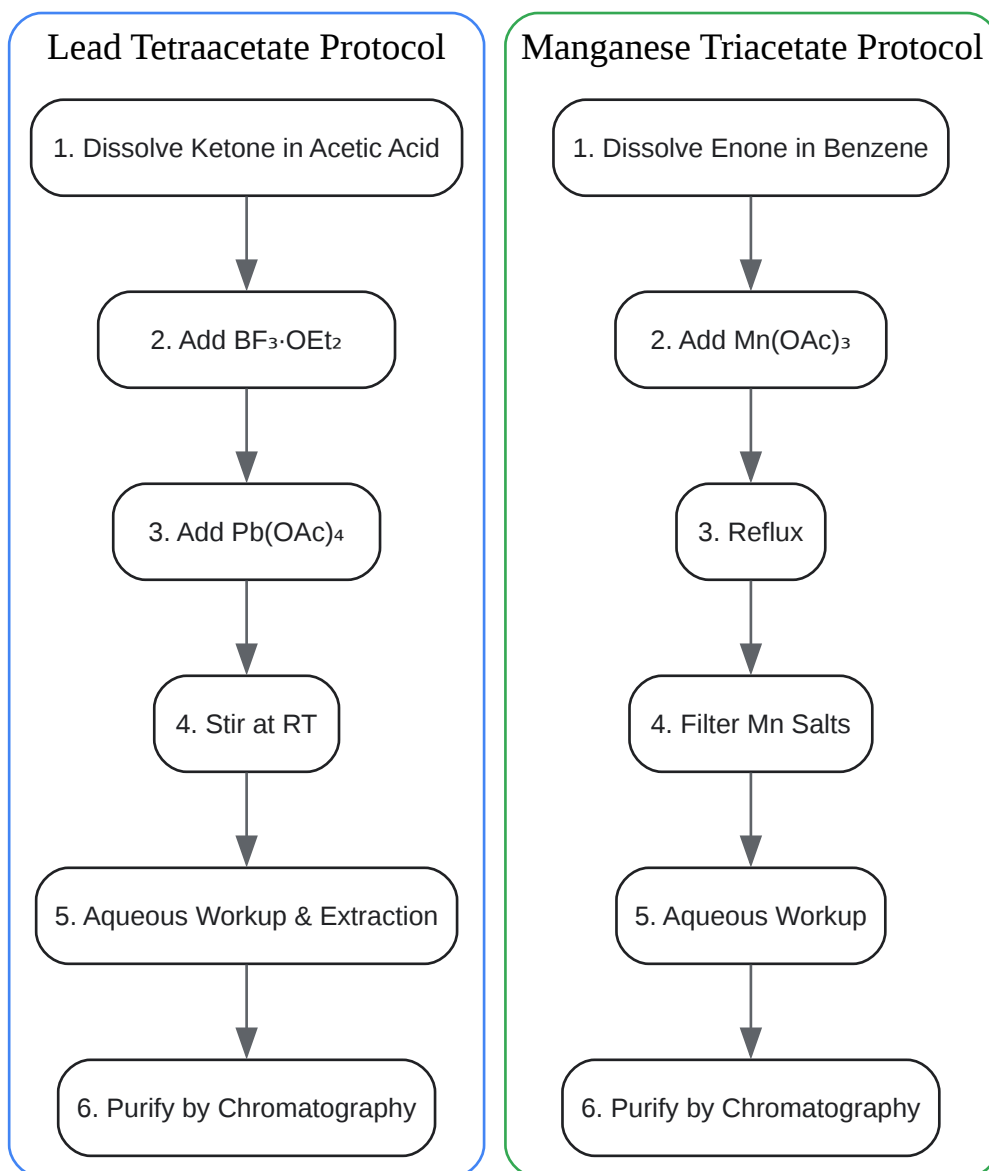 Lead Tetraacetate Protocol
1. Dissolve Ketone in Acetic Acid
2. Add BF₃·OEt₂
3. Add Pb(OAc)₄
4. Stir at RT
5. Aqueous Workup & Extraction
6. Purify by Chromatography
Manganese Triacetate Protocol
1. Dissolve Enone in Benzene
2. Add Mn(OAc)₃
3. Reflux
4. Filter Mn Salts
5. Aqueous Workup
6. Purify by Chromatography